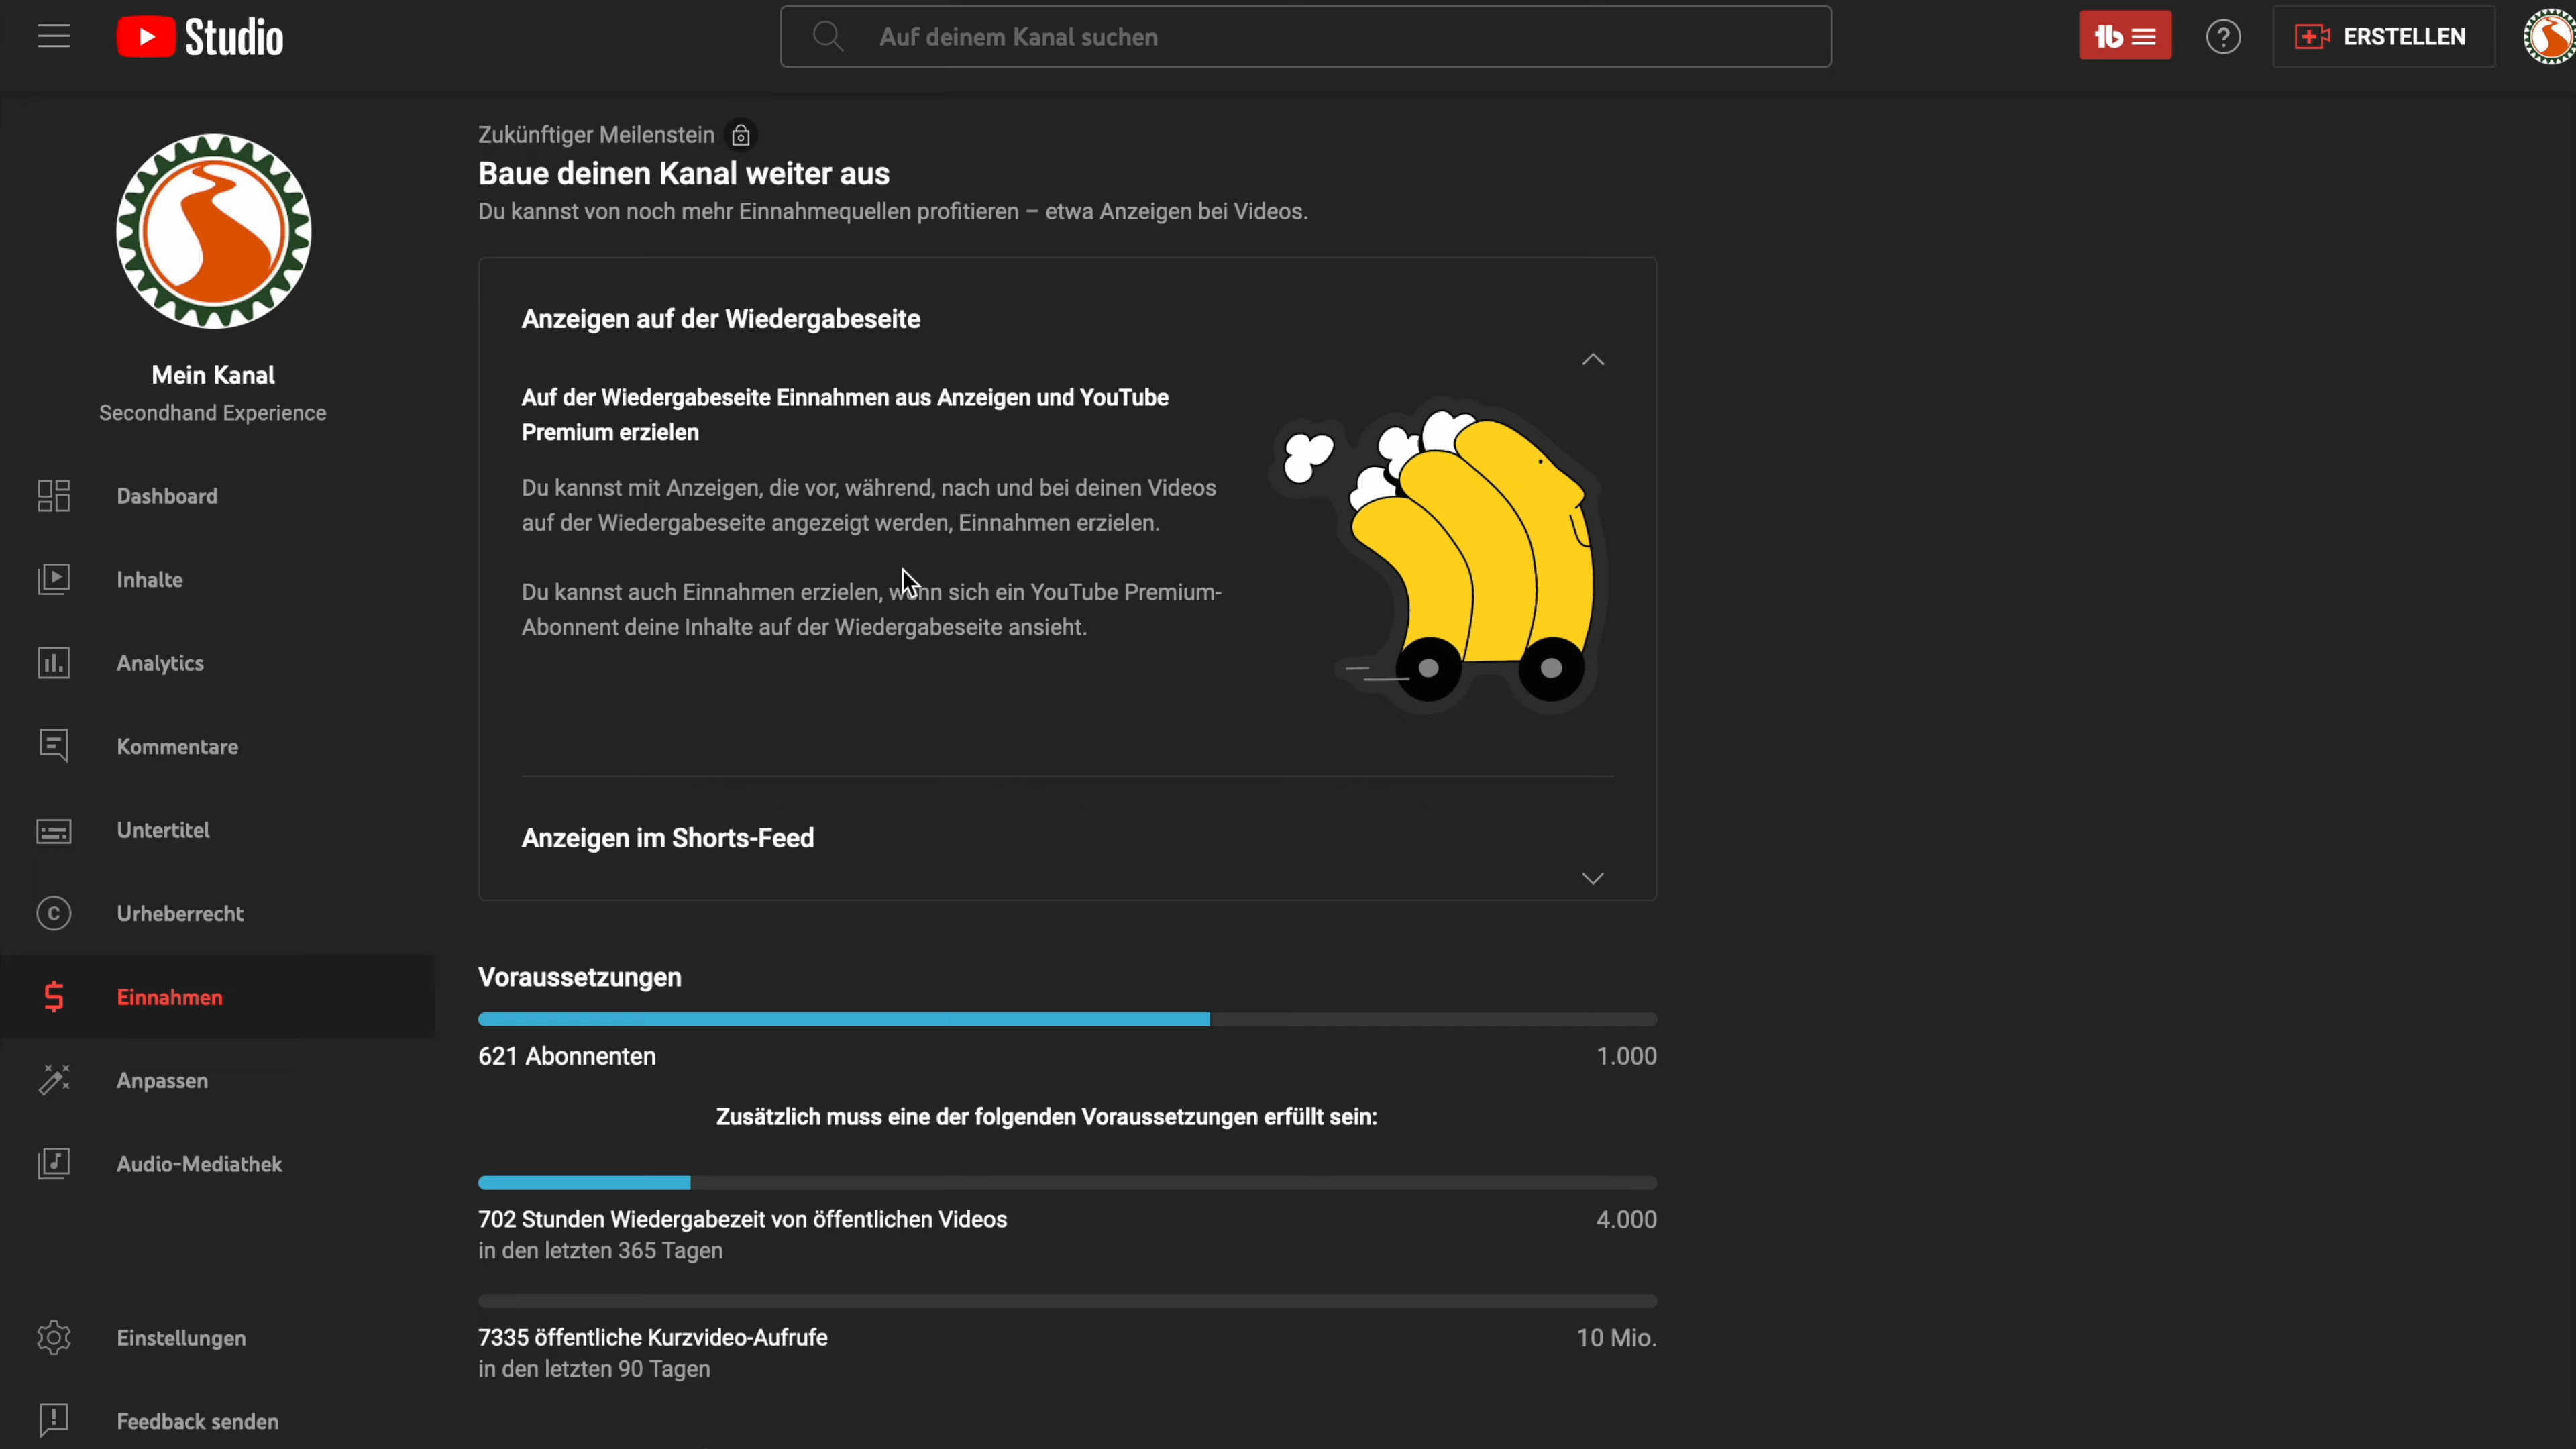 Studio
Auf deinem Kanal suchen
tb
?
ERSTELLEN
Mein Kanal
Secondhand Experience
Dashboard
Inhalte
Analytics
Kommentare
Untertitel
C
Urheberrecht
$
Einnahmen
Anpassen
Audio-Mediathek
Einstellungen
Feedback senden
Zukünftiger Meilenstein
Baue deinen Kanal weiter aus
Du kannst von noch mehr Einnahmequellen profitieren – etwa Anzeigen bei Videos.
Anzeigen auf der Wiedergabeseite
Auf der Wiedergabeseite Einnahmen aus Anzeigen und YouTube
Premium erzielen
Du kannst mit Anzeigen, die vor, während, nach und bei deinen Videos
auf der Wiedergabeseite angezeigt werden, Einnahmen erzielen.
Du kannst auch Einnahmen erzielen, wenn sich ein YouTube Premium-
Abonnent deine Inhalte auf der Wiedergabeseite ansieht.
Anzeigen im Shorts-Feed
Voraussetzungen
621 Abonnenten 1.000
Zusätzlich muss eine der folgenden Voraussetzungen erfüllt sein:
702 Stunden Wiedergabezeit von öffentlichen Videos 4.000
in den letzten 365 Tagen
7335 öffentliche Kurzvideo-Aufrufe 10 Mio.
in den letzten 90 Tagen